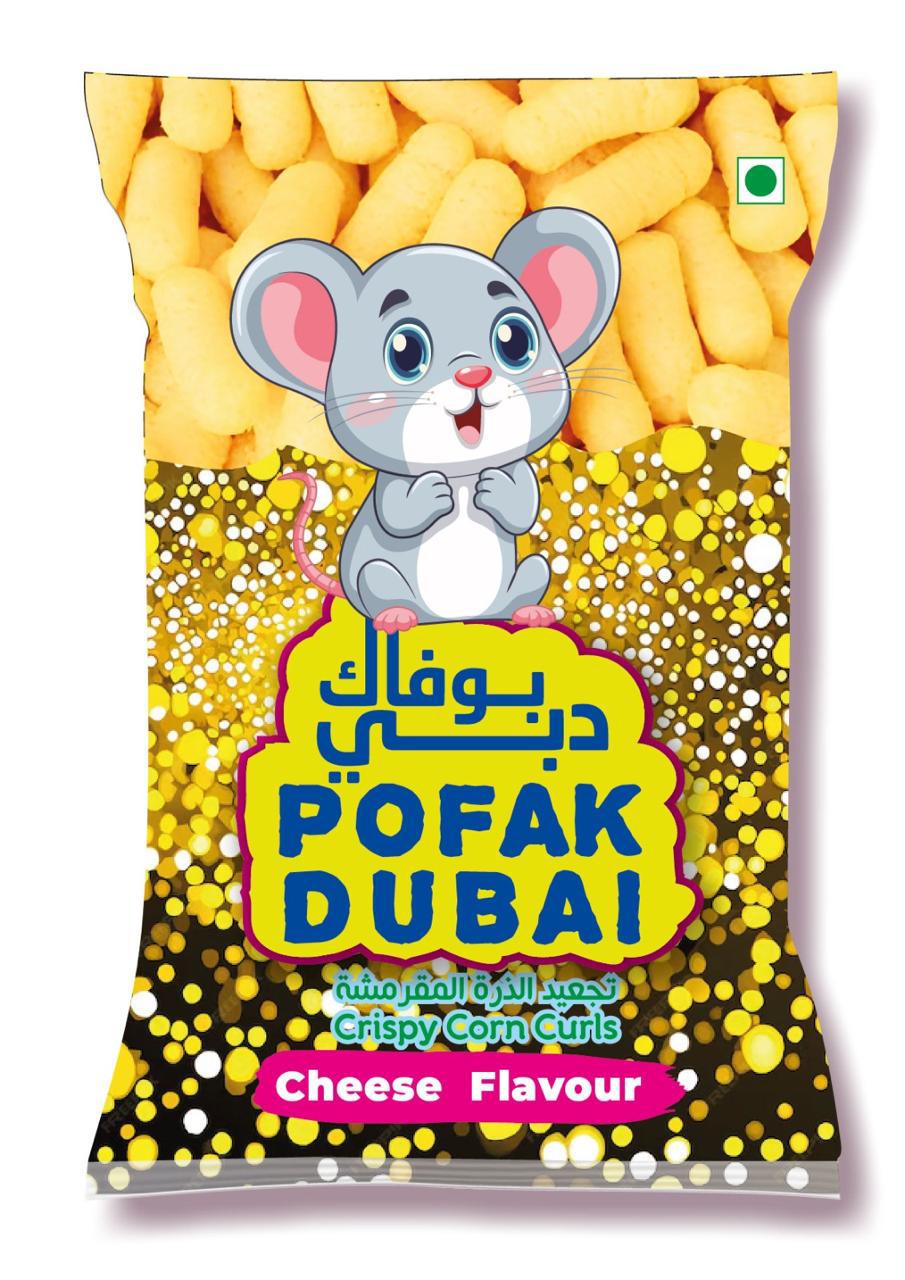 بوفاك
دبي
POFAK
DUBAI
تجعيد الذرة المقرمشة
Crispy Corn Curls
Cheese Flavour